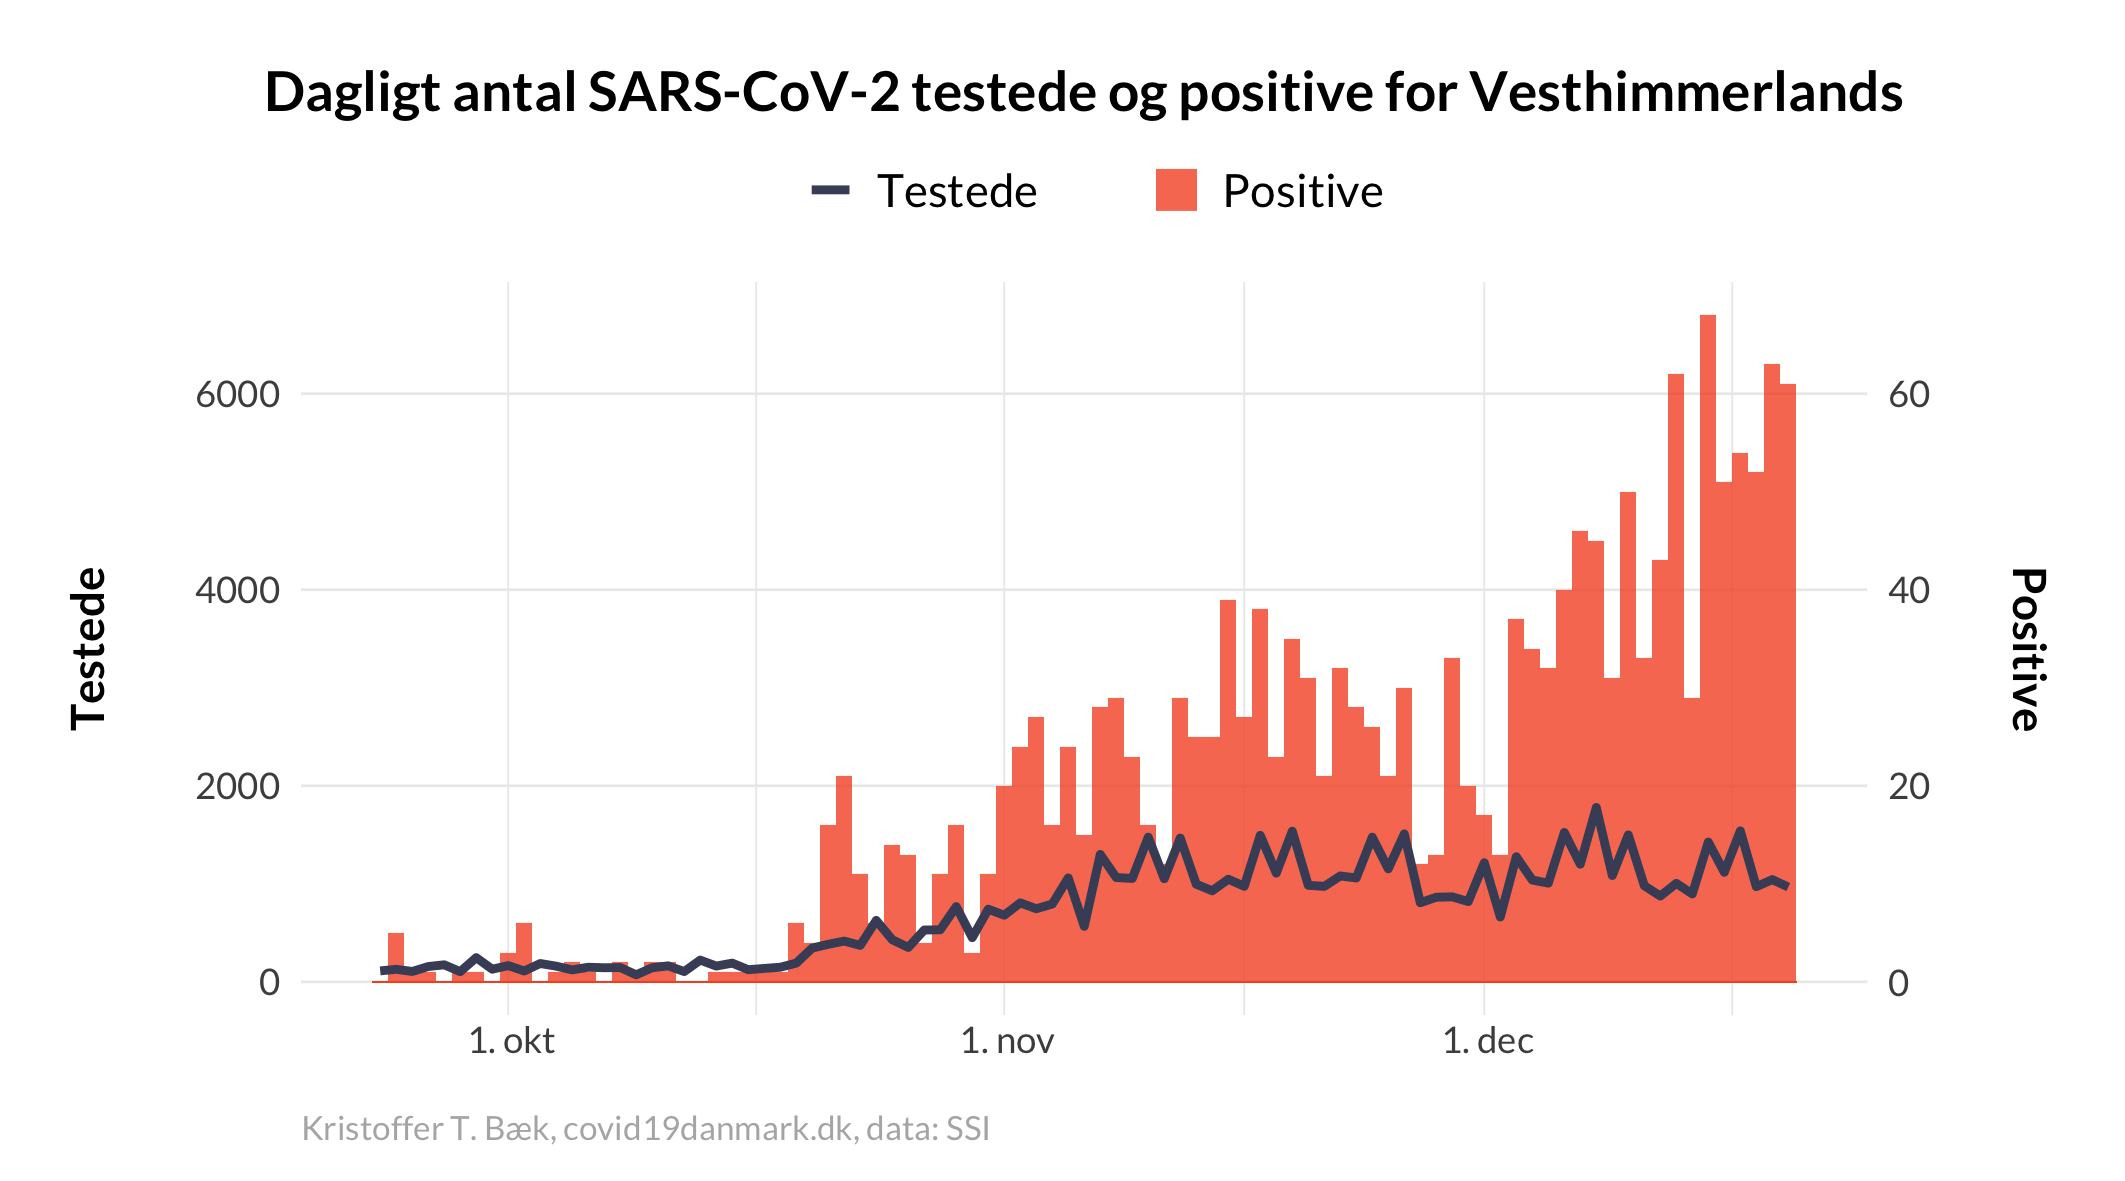 Dagligt antal SARS-CoV-2 testede og positive for Vesthimmerlands
Testede
Positive
6000
4000
2000
0
60
40
20
0
Testede
Positive
1. okt
1. nov
1. dec
Kristoffer T. Bæk, covid19danmark.dk, data: SSI